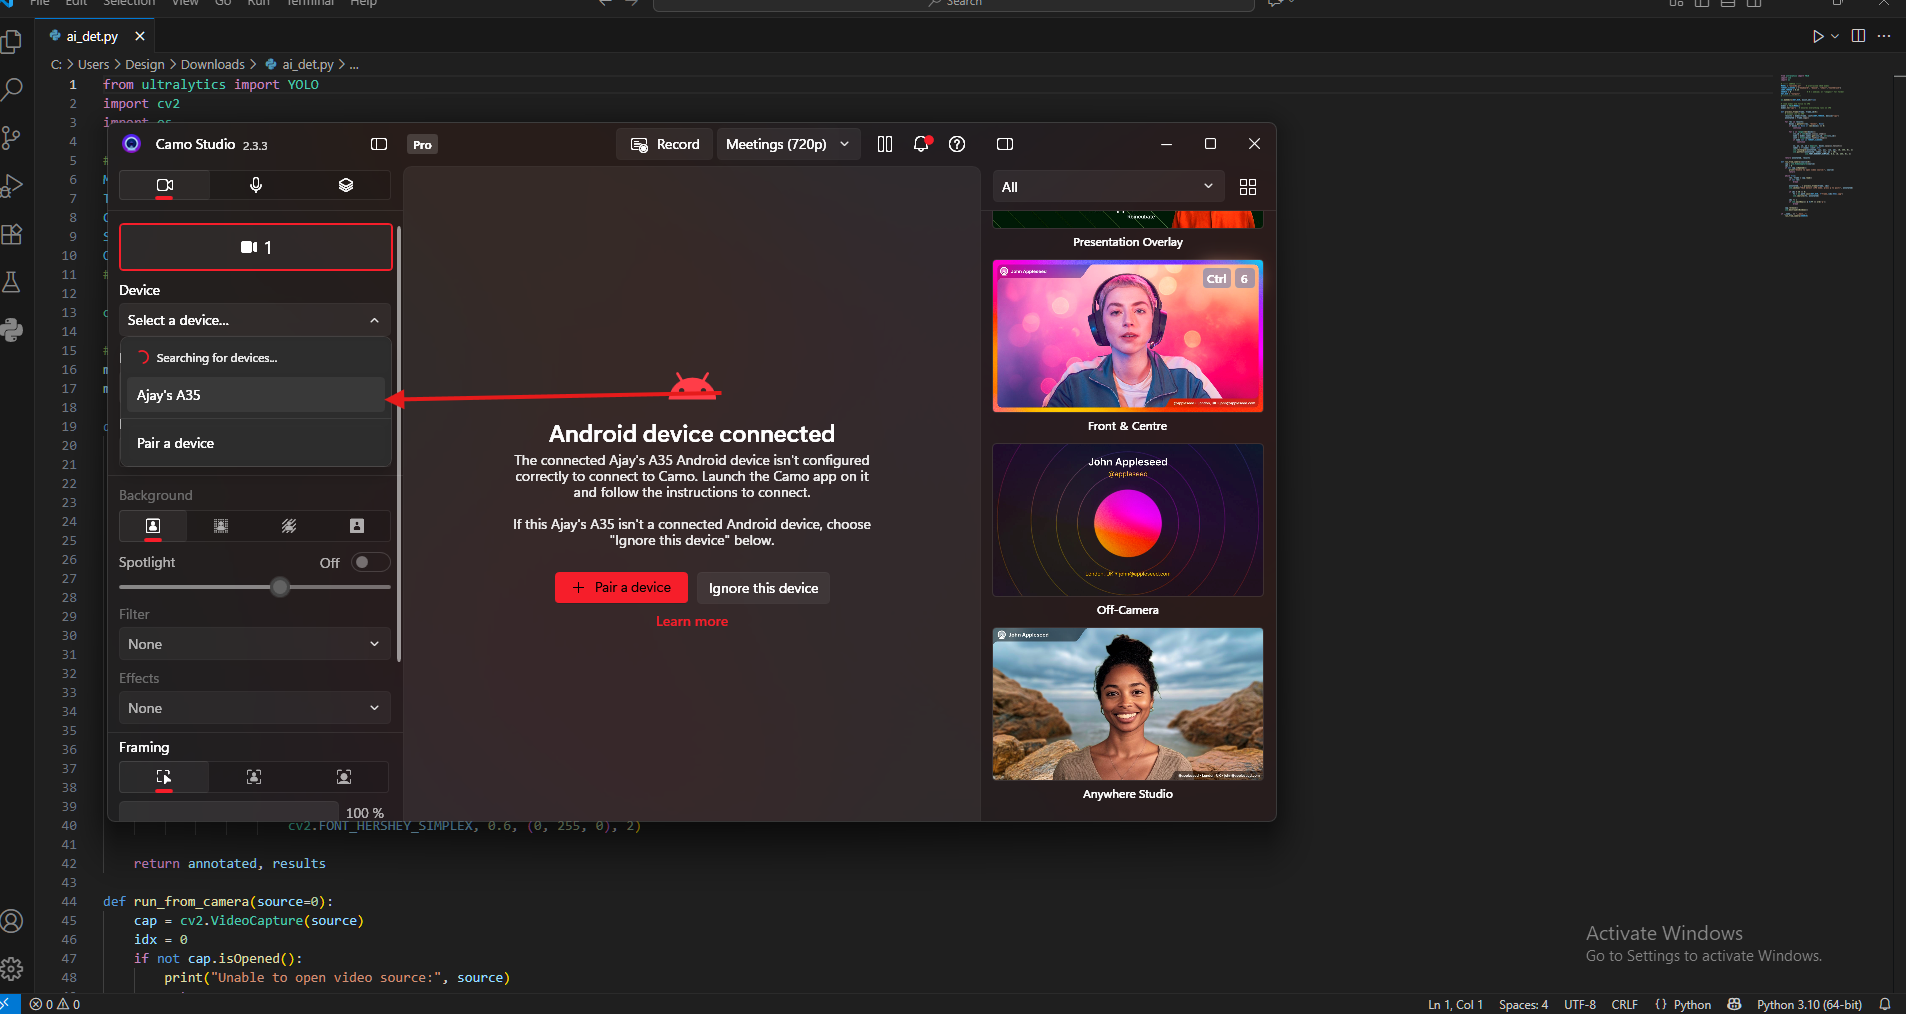 File Edit Selection View Go Run Terminal Help
Search
ai_det.py
C: > Users > Design > Downloads > ai_det.py > ...
1 from ultralytics import YOLO
2 import cv2
3 import os
4
5 #
6
7
8
9
10
11 #
12
13
14
15 #
16
17
18
19
20
21
22
23
24
25
26
27
28
29
30
31
32
33
34
35
36
37
38
39
40 cv2.FONT_HERSHEY_SIMPLEX, 0.6, (0, 255, 0), 2)
41
42 return annotated, results
43
44 def run_from_camera(source=0):
45 cap = cv2.VideoCapture(source)
46 idx = 0
47 if not cap.isOpened():
48 print("Unable to open video source:", source)
Camo Studio 2.3.3
Pro
Record
Meetings (720p)
1
Device
Select a device...
Searching for devices...
Ajay's A35
Pair a device
Background
Spotlight Off
Filter
None
Effects
None
Framing
100 %
Android device connected
The connected Ajay's A35 Android device isn't configured
correctly to connect to Camo. Launch the Camo app on it
and follow the instructions to connect.
If this Ajay's A35 isn't a connected Android device, choose
"Ignore this device" below.
+ Pair a device
Ignore this device
Learn more
All
Reincubate
Presentation Overlay
John Appleseed
Ctrl 6
Front & Centre
John Appleseed
@appleseed
London, UK • john@appleseed.com
Off-Camera
John Appleseed
Anywhere Studio
Activate Windows
Go to Settings to activate Windows.
0 0
Ln 1, Col 1 Spaces: 4 UTF-8 CRLF {} Python Python 3.10 (64-bit)